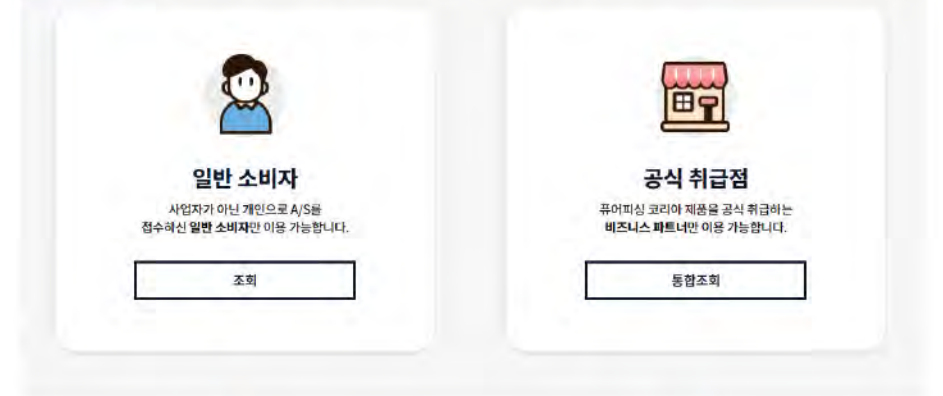 일반 소비자
사업자가 아닌 개인으로 A/S를
접수하신 일반 소비자만 이용 가능합니다.
조회
공식 취급점
퓨어피싱 코리아 제품을 공식 취급하는
비즈니스 파트너만 이용 가능합니다.
통합조회